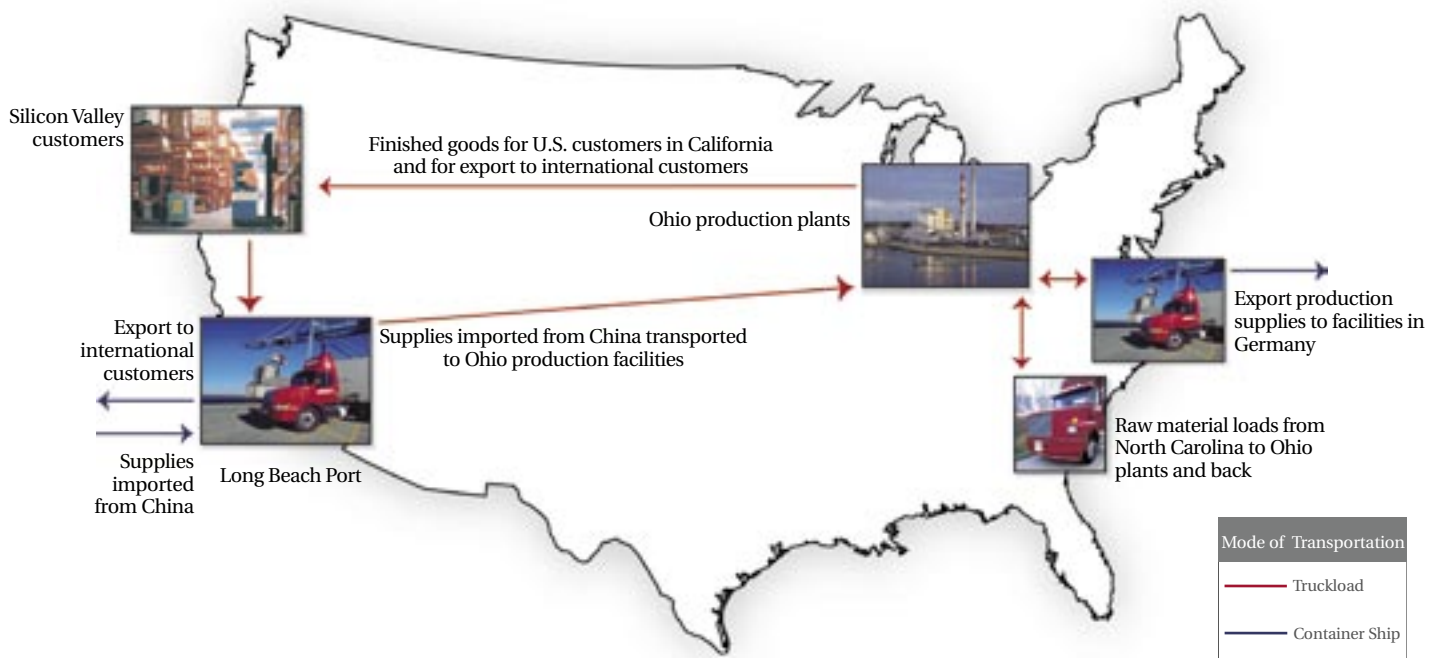 Silicon Valley
customers
Finished goods for U.S. customers in California
and for export to international customers
Ohio production plants
Export to
international
customers
Supplies imported from China transported
to Ohio production facilities
Export production
supplies to facilities in
Germany
Supplies
imported
from China
Long Beach Port
Raw material loads from
North Carolina to Ohio
plants and back
Mode of Transportation
Truckload
Container Ship